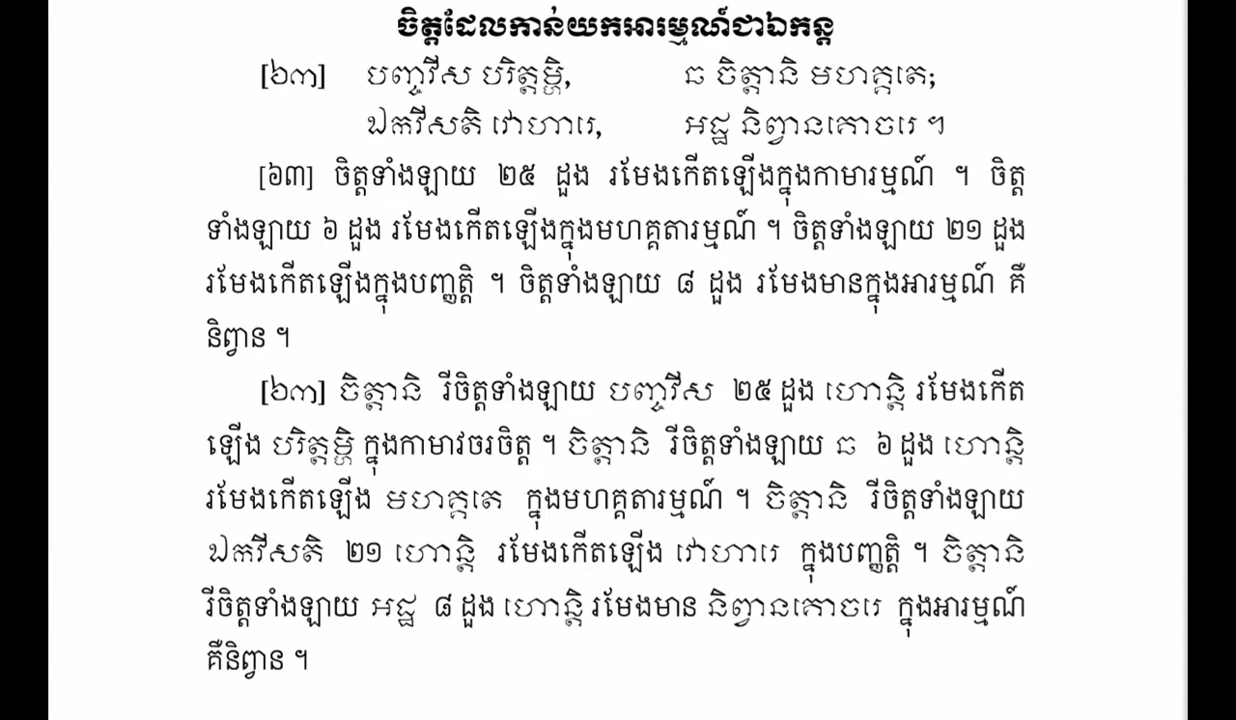 ចិត្តដែលកាន់យកអារម្មណ៍ជាឯកន្ត
[៦៣] បញ្ចវីស បរិត្តម្ហិ, ឆ ចិត្តានិ មហគ្គតេ;
ឯកវីសតិ វោហារេ, អដ្ឋ និព្វានគោចរេ ។
[៦៣] ចិត្តទាំងឡាយ ២៥ ដួង រមែងកើតឡើងក្នុងកាមារម្មណ៍ ។ ចិត្ត
ទាំងឡាយ ៦ ដួង រមែងកើតឡើងក្នុងមហគ្គតារម្មណ៍ ។ ចិត្តទាំងឡាយ ២១ ដួង
រមែងកើតឡើងក្នុងបញ្ញត្តិ ។ ចិត្តទាំងឡាយ ៨ ដួង រមែងមានក្នុងអារម្មណ៍ គឺ
និព្វាន ។
[៦៣] ចិត្តានិ រីចិត្តទាំងឡាយ បញ្ចវីស ២៥ ដួង ហោន្តិ រមែងកើត
ឡើង បរិត្តម្ហិ ក្នុងកាមាវចរចិត្ត ។ ចិត្តានិ រីចិត្តទាំងឡាយ ឆ ៦ ដួង ហោន្តិ
រមែងកើតឡើង មហគ្គតេ ក្នុងមហគ្គតារម្មណ៍ ។ ចិត្តានិ រីចិត្តទាំងឡាយ
ឯកវីសតិ ២១ ហោន្តិ រមែងកើតឡើង វោហារេ ក្នុងបញ្ញត្តិ ។ ចិត្តានិ
រីចិត្តទាំងឡាយ អដ្ឋ ៨ ដួង ហោន្តិ រមែងមាន និព្វានគោចរេ ក្នុងអារម្មណ៍
គឺនិព្វាន ។